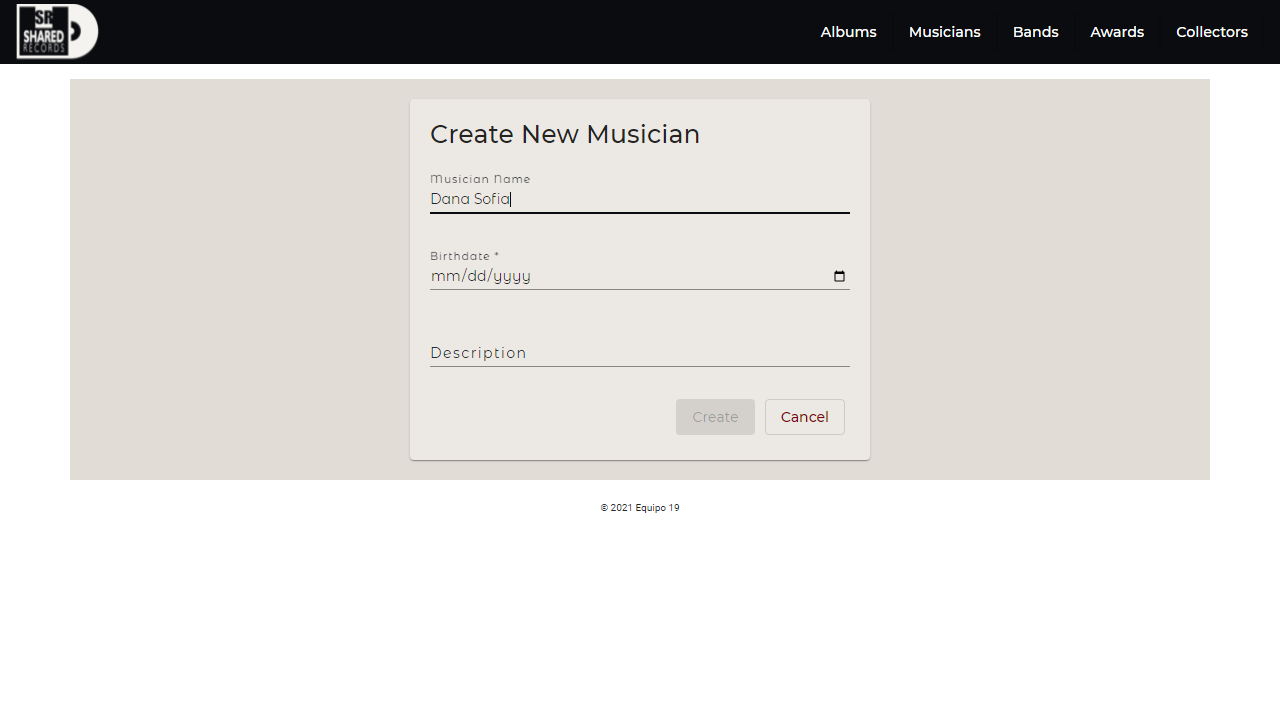 SR
SHARED
RECORDS
Albums Musicians Bands Awards Collectors
Create New Musician
Musician Name
Dana Sofia
Birthdate *
mm/dd/yyyy
Description
Create Cancel
© 2021 Equipo 19